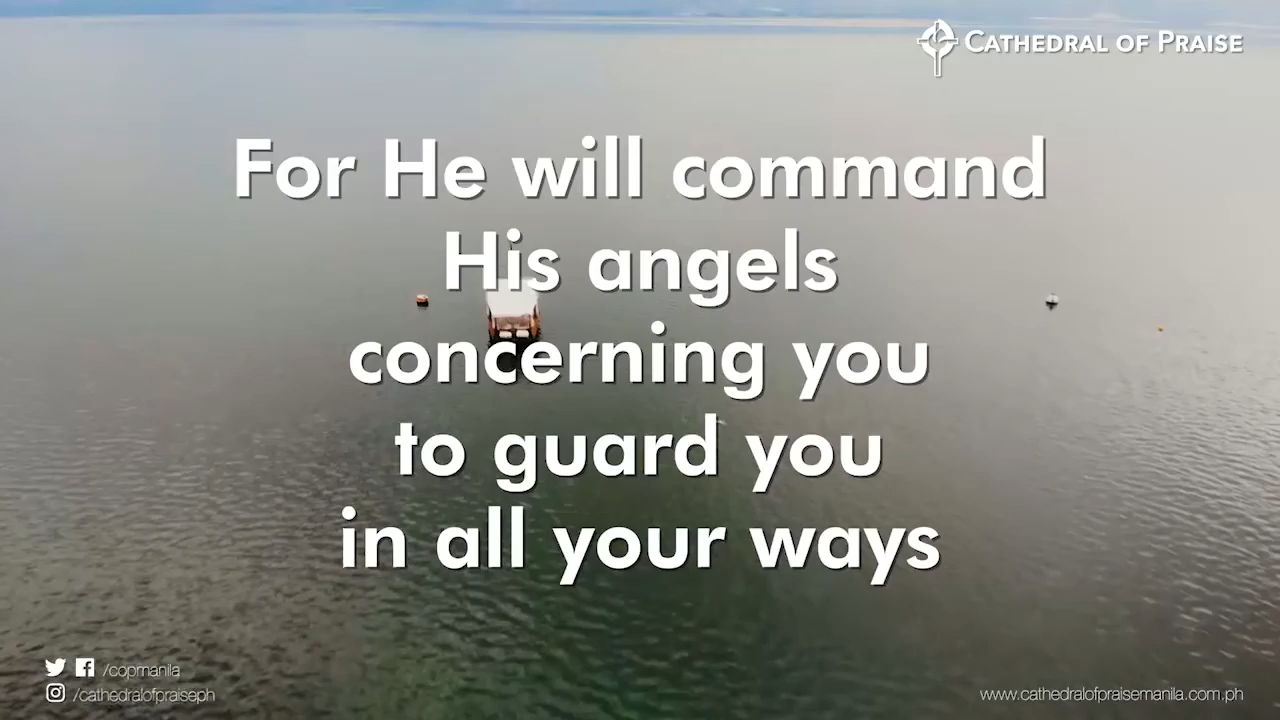 CATHEDRAL OF PRAISE
For He will command
His angels
concerning you
to guard you
in all your ways
/copmanila
/cathedralofpraiseph
www.cathedralofpraisemanila.com.ph